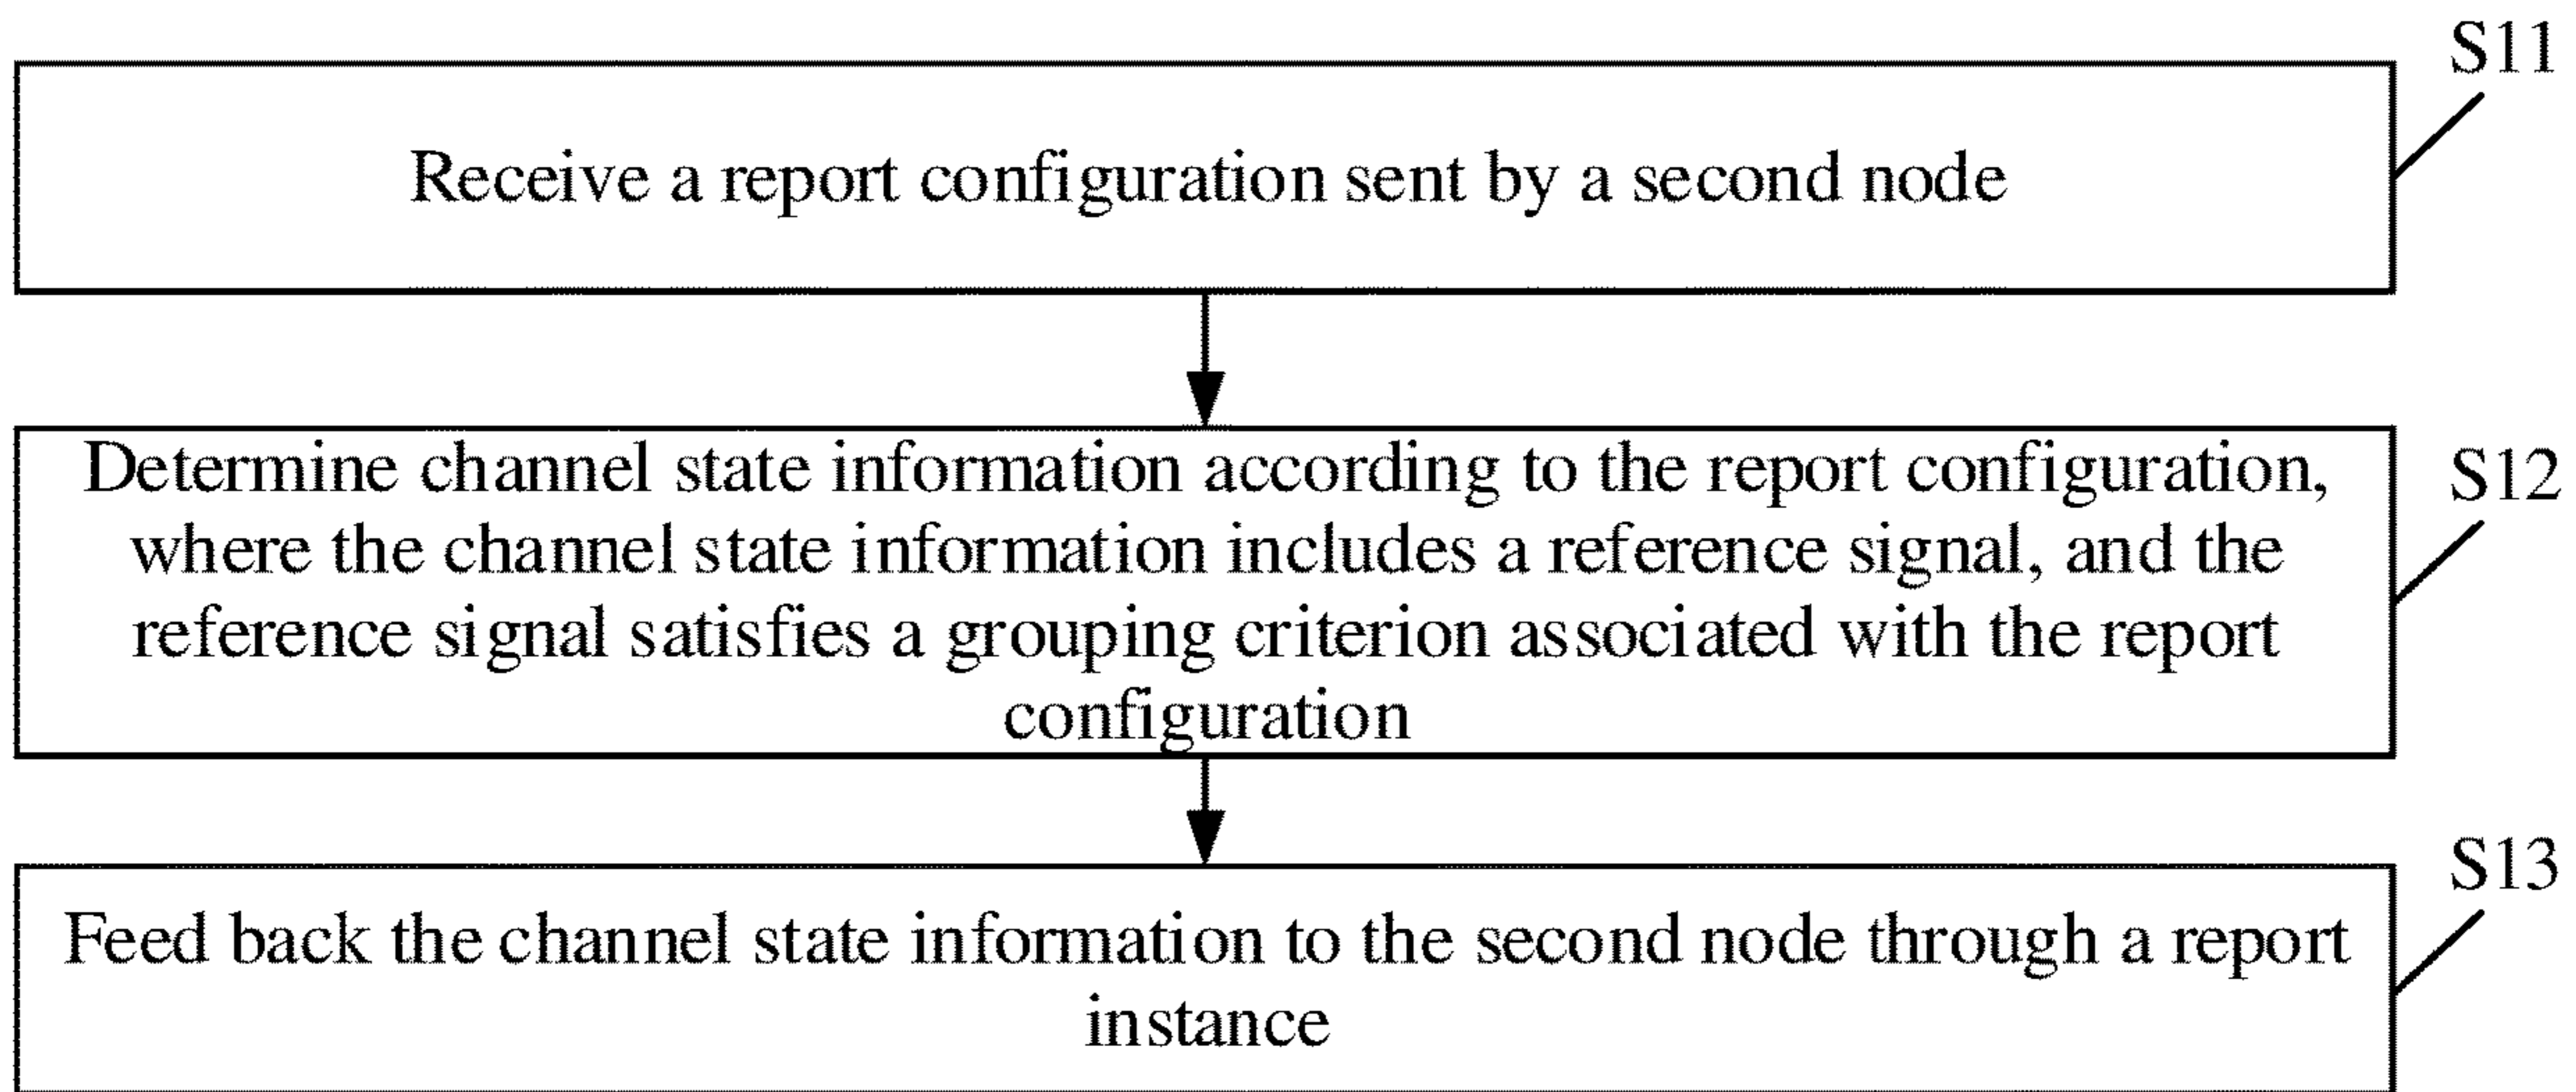 S11
Receive a report configuration sent by a second node
Determine channel state information according to the report configuration,
S12
where the channel state information includes a reference signal, and the
reference signal satisfies a grouping criterion associated with the report
configuration
S13
Feed back the channel state information to the second node through a report
instance